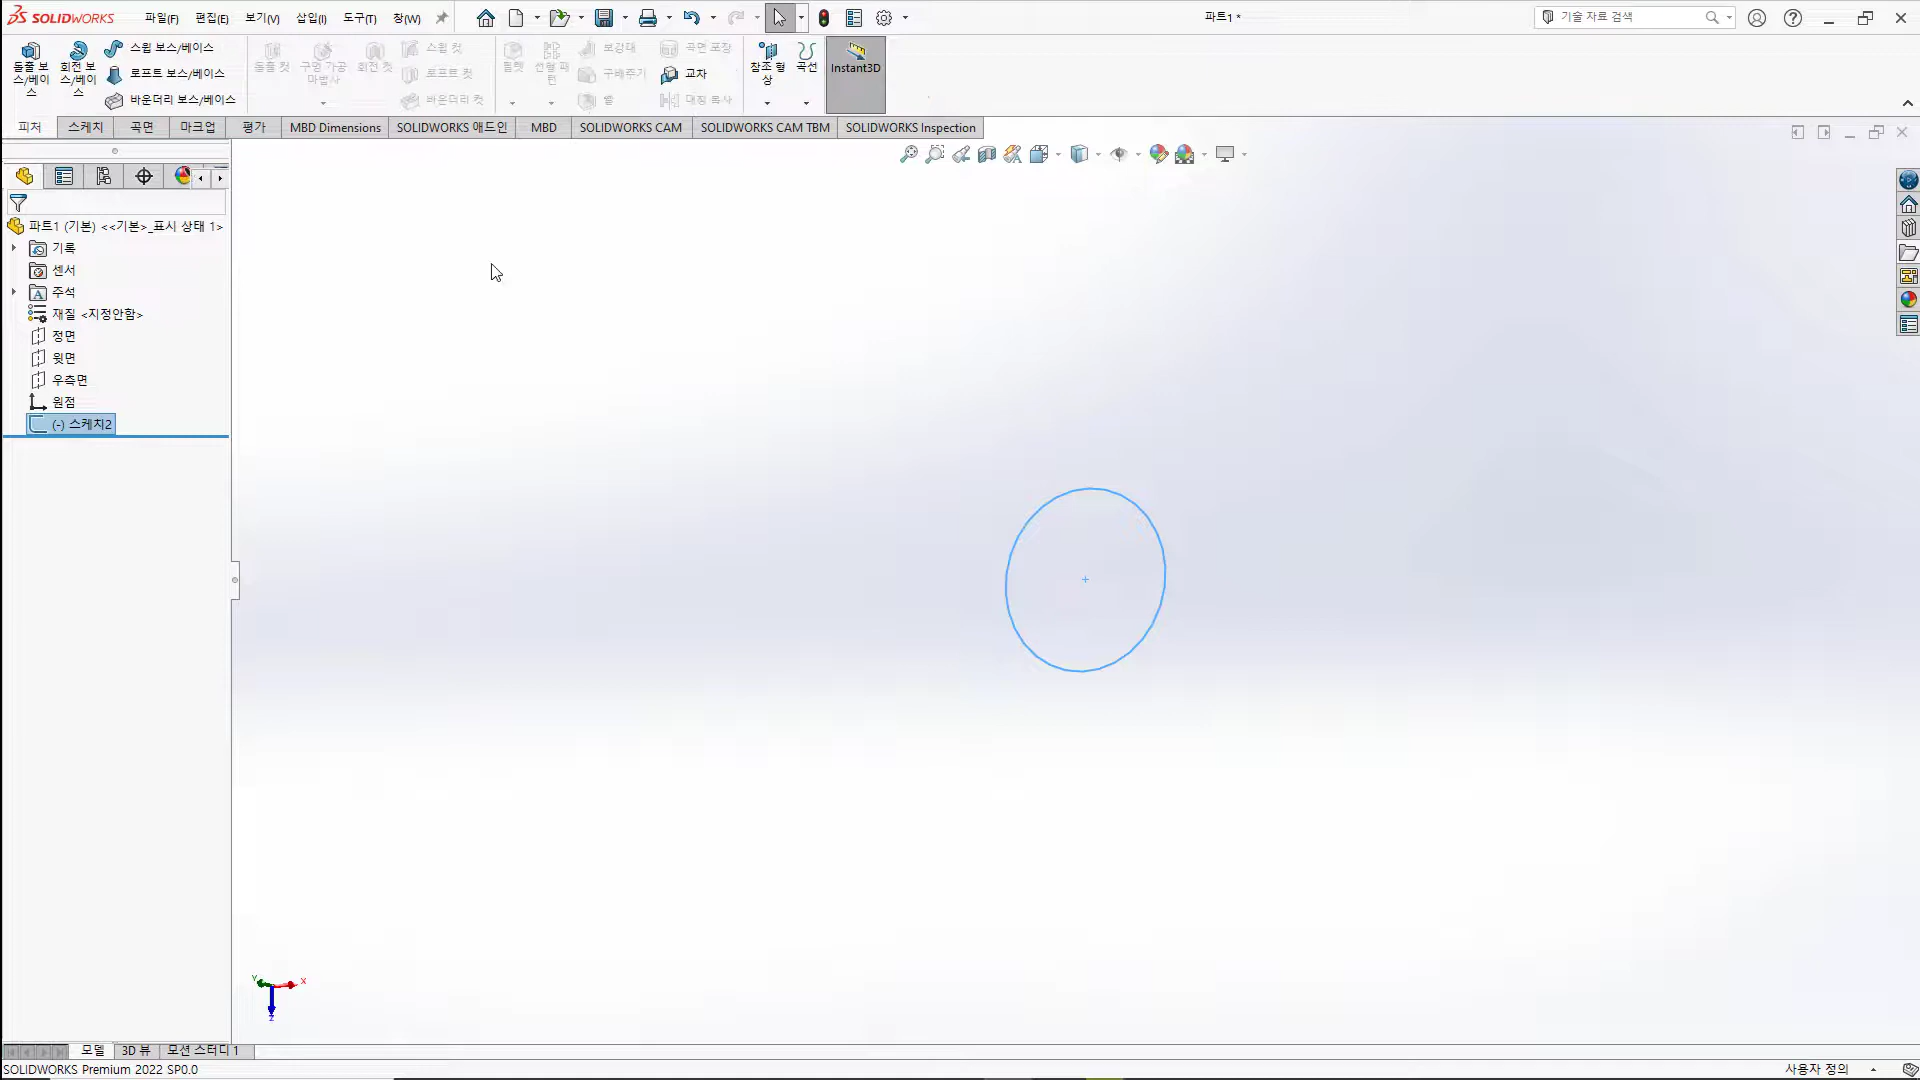 SOLIDWORKS 파일(F) 편집(E) 보기(V) 삽입(I) 도구(T) 창(W) 파트1 * 기술 자료 검색
돌출 보스/베이스
회전 보스/베이스
스윕 보스/베이스
로프트 보스/베이스
바운더리 보스/베이스
돌출 컷
구멍 가공 마법사
회전 컷
스윕 컷
로프트 컷
바운더리 컷
필렛
선형 패턴
보강대
구배주기
쉘
곡면 포장
교차
대칭 복사
참조 형상
곡선
Instant3D
피처 스케치 곡면 마크업 평가 MBD Dimensions SOLIDWORKS 애드인 MBD SOLIDWORKS CAM SOLIDWORKS CAM TBM SOLIDWORKS Inspection
파트1 (기본) <<기본>_표시 상태 1>
기록
센서
주석
재질 <지정안함>
정면
윗면
우측면
원점
(-) 스케치2
Y X
Z
모델 3D 뷰 모션 스터디 1
SOLIDWORKS Premium 2022 SP0.0 사용자 정의